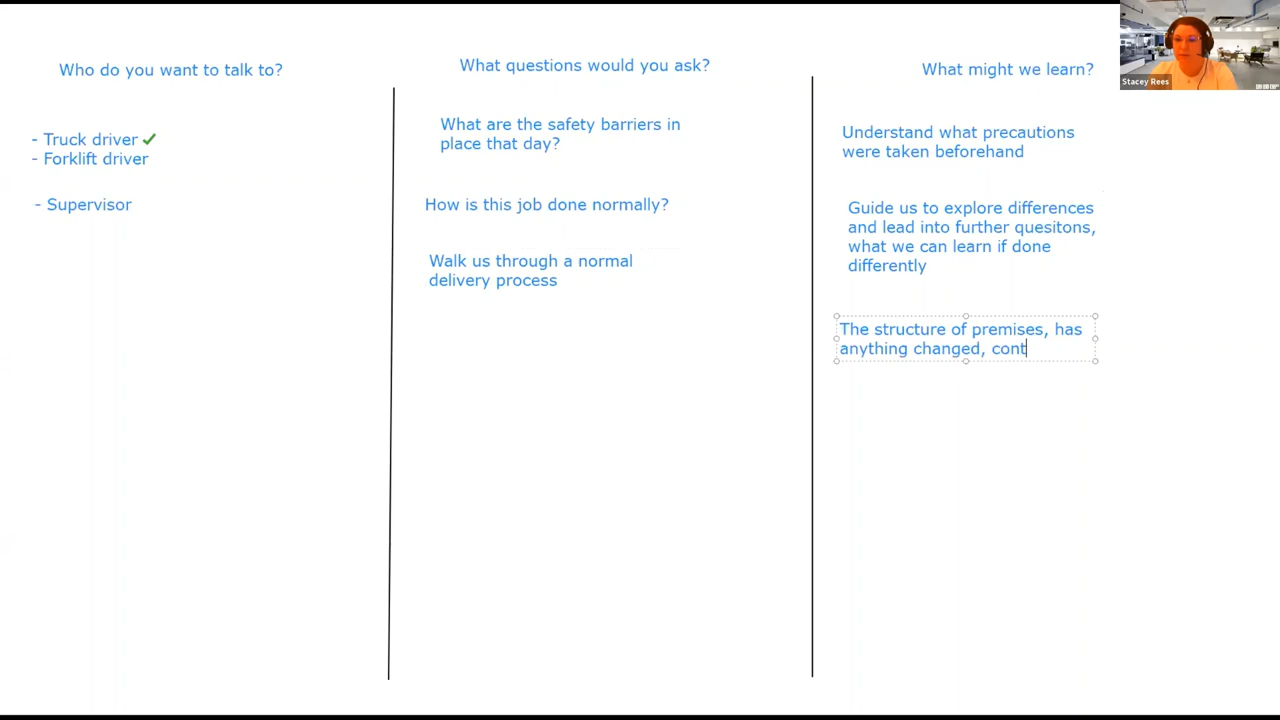 Who do you want to talk to?
- Truck driver
- Forklift driver
- Supervisor
What questions would you ask?
What are the safety barriers in
place that day?
How is this job done normally?
Walk us through a normal
delivery process
What might we learn?
Understand what precautions
were taken beforehand
Guide us to explore differences
and lead into further quesitons,
what we can learn if done
differently
The structure of premises, has
anything changed, cont
Stacey Rees